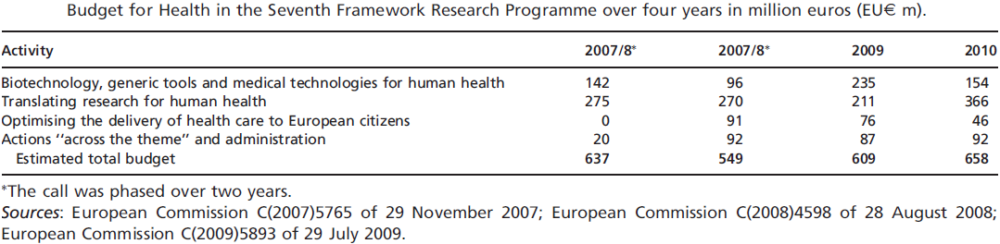 Budget for Health in the Seventh Framework Research Programme over four years in million euros (EU€ m).
Activity 2007/8* 2007/8* 2009 2010
Biotechnology, generic tools and medical technologies for human health 142 96 235 154
Translating research for human health 275 270 211 366
Optimising the delivery of health care to European citizens 0 91 76 46
Actions ‘‘across the theme’’ and administration 20 92 87 92
Estimated total budget 637 549 609 658
*The call was phased over two years.
Sources: European Commission C(2007)5765 of 29 November 2007; European Commission C(2008)4598 of 28 August 2008;
European Commission C(2009)5893 of 29 July 2009.